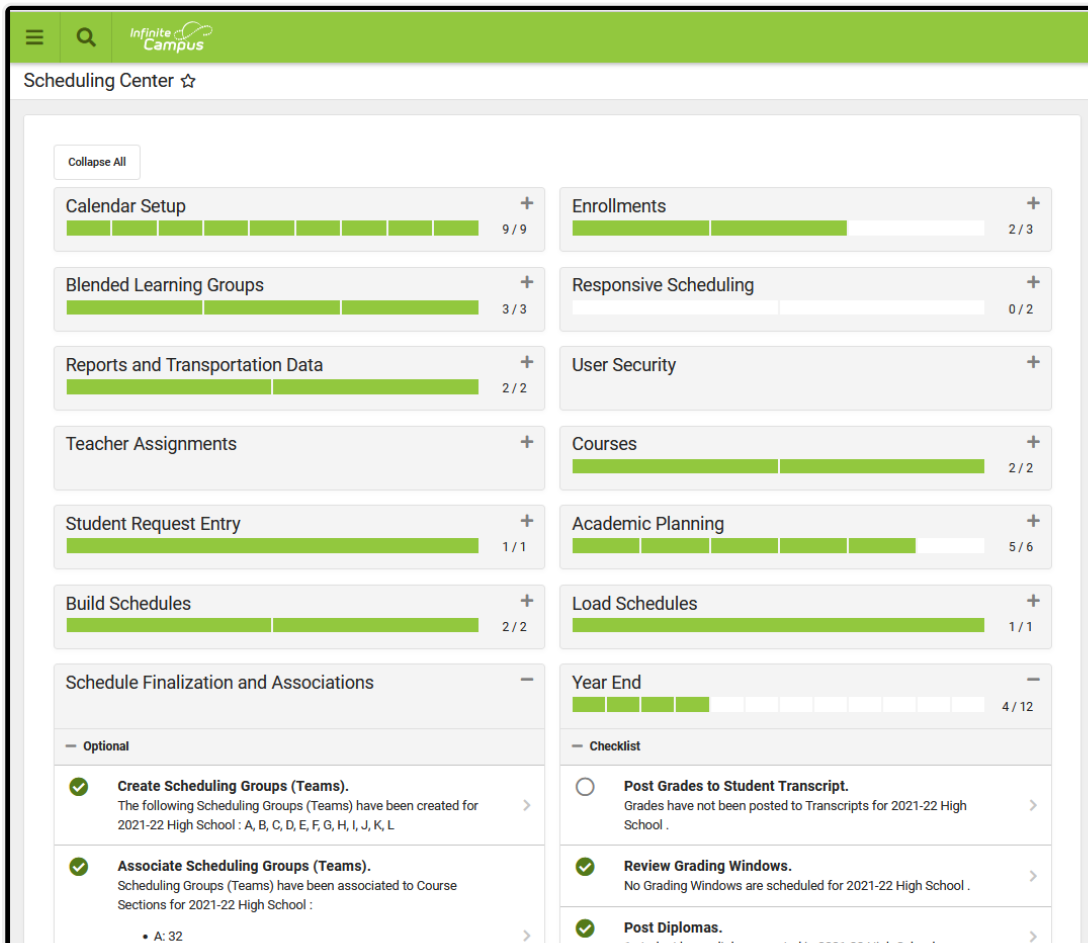 Infinite
Campus
Scheduling Center
Collapse All
Calendar Setup
9 / 9
Enrollments
2 / 3
Blended Learning Groups
3 / 3
Responsive Scheduling
0 / 2
Reports and Transportation Data
2 / 2
User Security
Teacher Assignments
Courses
2 / 2
Student Request Entry
1 / 1
Academic Planning
5 / 6
Build Schedules
2 / 2
Load Schedules
1 / 1
Schedule Finalization and Associations
Optional
Create Scheduling Groups (Teams).
The following Scheduling Groups (Teams) have been created for
2021-22 High School : A, B, C, D, E, F, G, H, I, J, K, L
Associate Scheduling Groups (Teams).
Scheduling Groups (Teams) have been associated to Course
Sections for 2021-22 High School :
• A: 32
Year End
4 / 12
Checklist
Post Grades to Student Transcript.
Grades have not been posted to Transcripts for 2021-22 High
School .
Review Grading Windows.
No Grading Windows are scheduled for 2021-22 High School .
Post Diplomas.